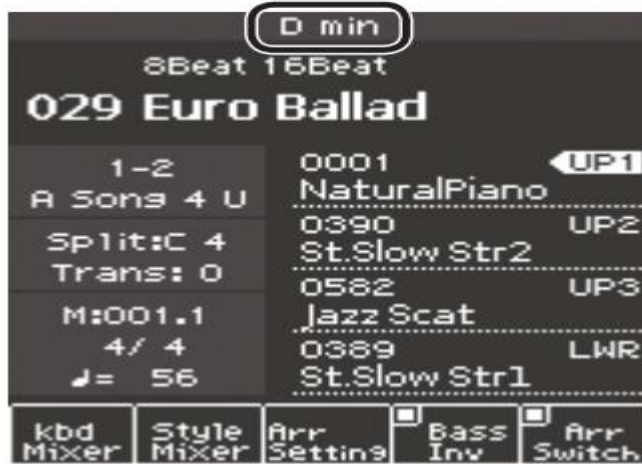 D min
8Beat 16Beat
029 Euro Ballad
1-2
A Song 4 U
Split:C 4
Trans: 0
M:001.1
4/ 4
♩= 56
0001 UP1
NaturalPiano
0390 UP2
St.Slow Str2
0582 UP3
Jazz Scat
0389 LWR
St.Slow Str1
kbd Mixer
Style Mixer
Arr Setting
Bass Inv
Arr Switch